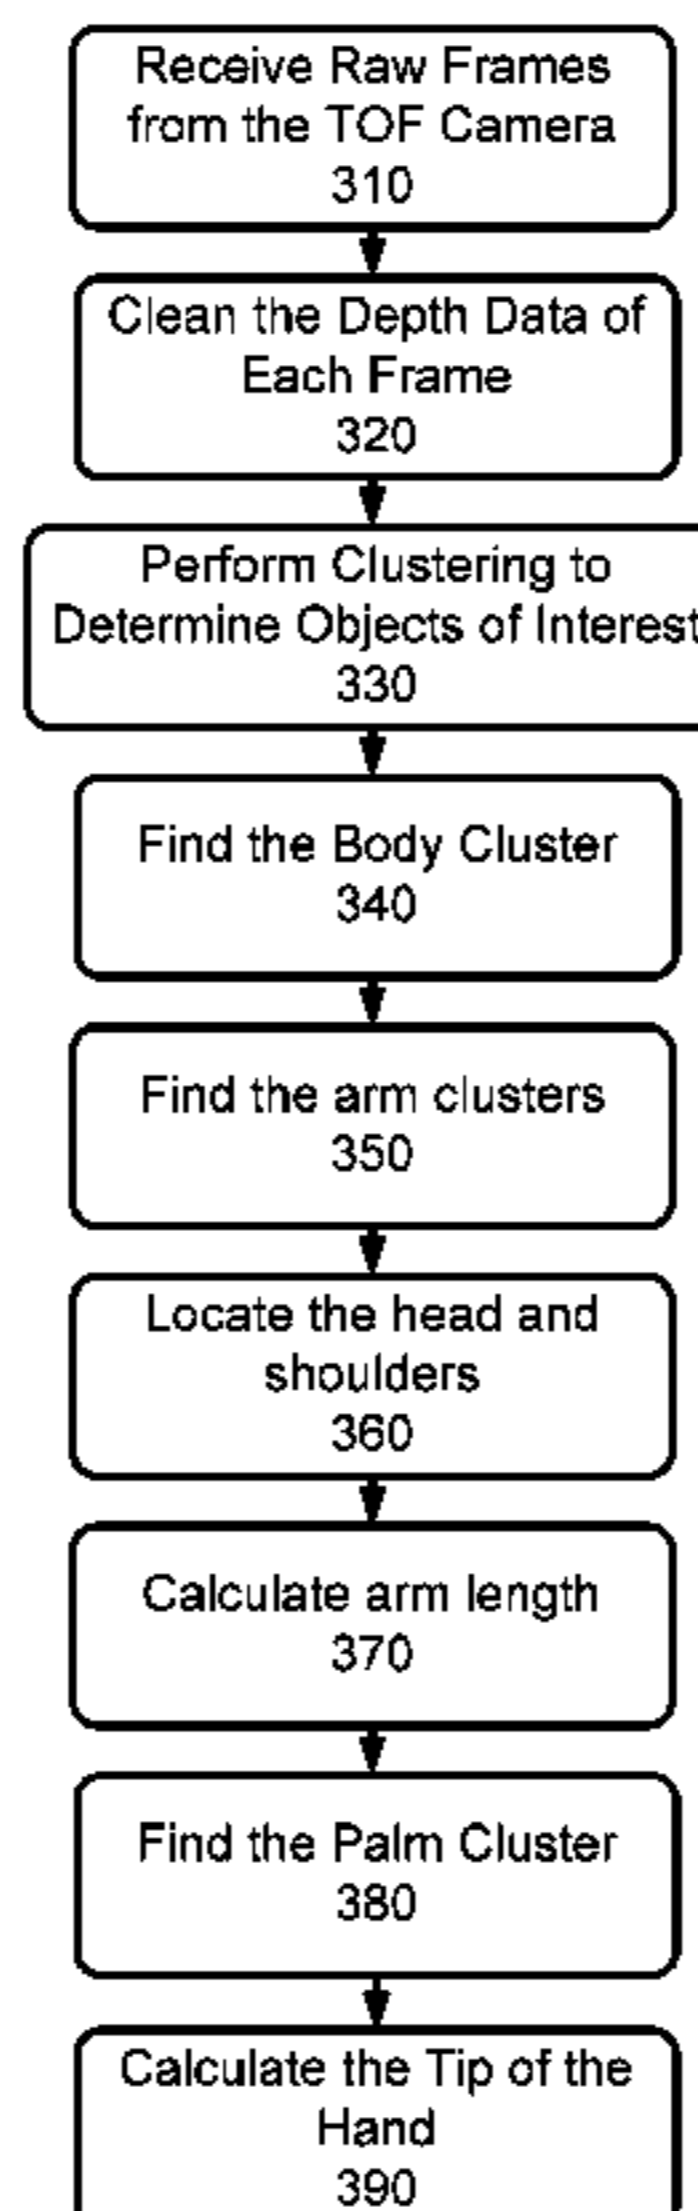 Receive Raw Frames
from the TOF Camera
310
Clean the Depth Data of
Each Frame
320
Perform Clustering to
Determine Objects of Interest
330
Find the Body Cluster
340
Find the arm clusters
350
Locate the head and
shoulders
360
Calculate arm length
370
Find the Palm Cluster
380
Calculate the Tip of the
Hand
390